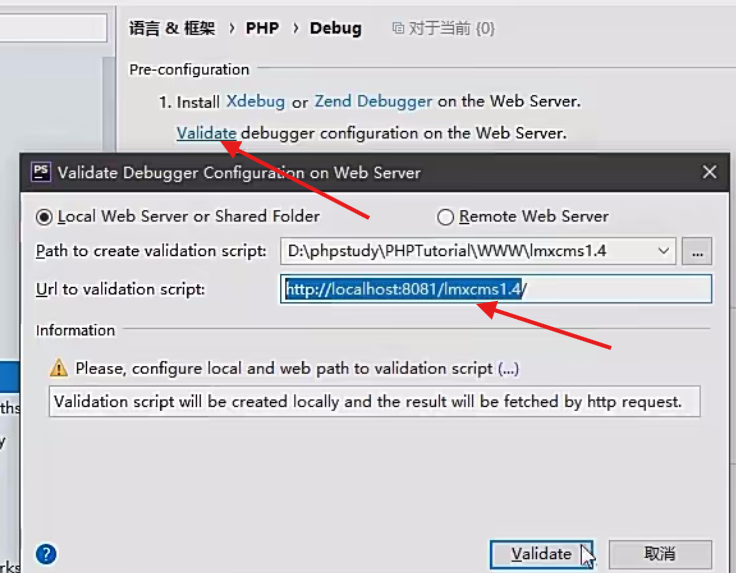 语言 & 框架 › PHP › Debug 对于当前 {0}
Pre-configuration
1. Install Xdebug or Zend Debugger on the Web Server.
Validate debugger configuration on the Web Server.
PS Validate Debugger Configuration on Web Server
Local Web Server or Shared Folder Remote Web Server
Path to create validation script: D:\phpstudy\PHPTutorial\WWW\lmxcms1.4 ...
Url to validation script: http://localhost:8081/lmxcms1.4/
Information
Please, configure local and web path to validation script (...)
ths
Validation script will be created locally and the result will be fetched by http request.
y
? Validate 取消
rks